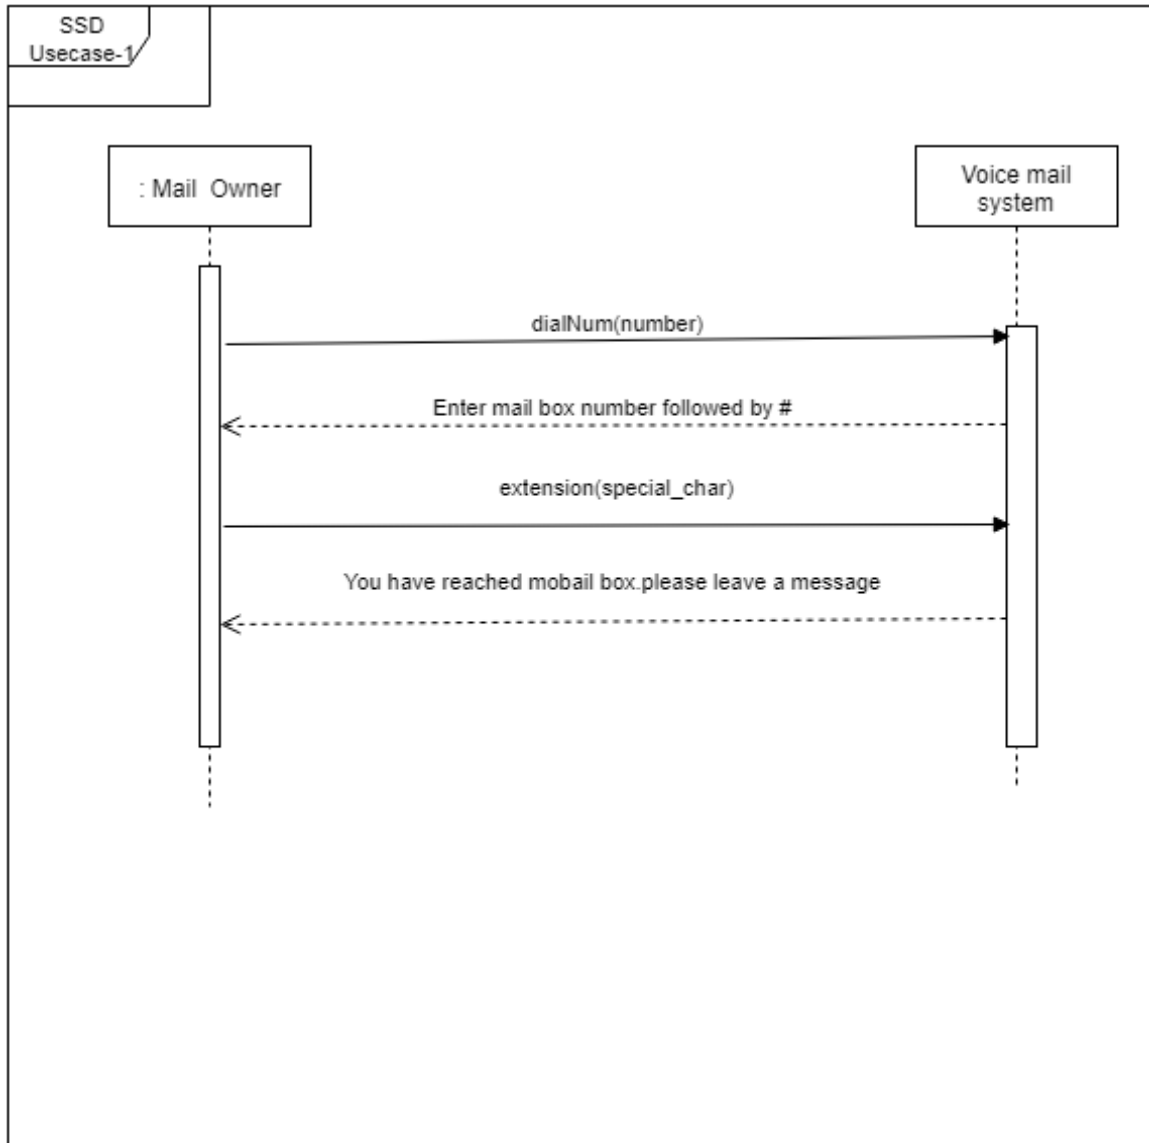 SSD
Usecase-1
: Mail Owner
Voice mail
system
dialNum(number)
Enter mail box number followed by #
extension(special_char)
You have reached mobail box.please leave a message